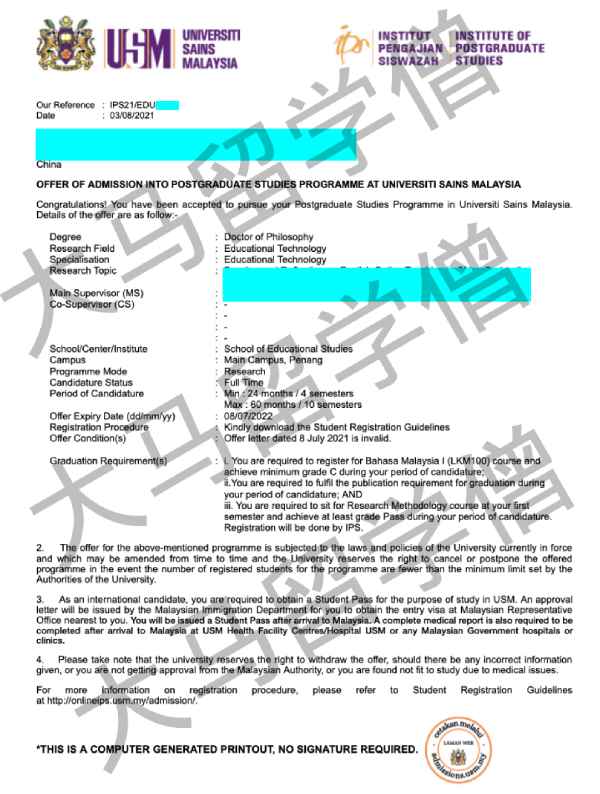 USM UNIVERSITI
SAINS
MALAYSIA
ips INSTITUT INSTITUTE OF
PENGAJIAN POSTGRADUATE
SISWAZAH STUDIES
Our Reference : IPS21/EDU
Date : 03/08/2021
China
OFFER OF ADMISSION INTO POSTGRADUATE STUDIES PROGRAMME AT UNIVERSITI SAINS MALAYSIA
Congratulations! You have been accepted to pursue your Postgraduate Studies Programme in Universiti Sains Malaysia.
Details of the offer are as follow:-
Degree : Doctor of Philosophy
Research Field : Educational Technology
Specialisation : Educational Technology
Research Topic :
Main Supervisor (MS) :
Co-Supervisor (CS) : -
: -
: -
: -
School/Center/Institute : School of Educational Studies
Campus : Main Campus, Penang
Programme Mode : Research
Candidature Status : Full Time
Period of Candidature : Min : 24 months / 4 semesters
Max : 60 months / 10 semesters
Offer Expiry Date (dd/mm/yy) : 08/07/2022
Registration Procedure : Kindly download the Student Registration Guidelines
Offer Condition(s) : Offer letter dated 8 July 2021 is invalid.
Graduation Requirement(s) : i. You are required to register for Bahasa Malaysia I (LKM100) course and
achieve minimum grade C during your period of candidature;
ii.You are required to fulfil the publication requirement for graduation during
your period of candidature; AND
iii. You are required to sit for Research Methodology course at your first
semester and achieve at least grade Pass during your period of candidature.
Registration will be done by IPS.
2. The offer for the above-mentioned programme is subjected to the laws and policies of the University currently in force
and which may be amended from time to time and the University reserves the right to cancel or postpone the offered
programme in the event the number of registered students for the programme are fewer than the minimum limit set by the
Authorities of the University.
3. As an international candidate, you are required to obtain a Student Pass for the purpose of study in USM. An approval
letter will be issued by the Malaysian Immigration Department for you to obtain the entry visa at Malaysian Representative
Office nearest to you. You will be issued a Student Pass after arrival to Malaysia. A complete medical report is also required to be
completed after arrival to Malaysia at USM Health Facility Centres/Hospital USM or any Malaysian Government hospitals or
clinics.
4. Please take note that the university reserves the right to withdraw the offer, should there be any incorrect information
given, or you are not getting approval from the Malaysian Authority, or you are found not fit to study due to medical issues.
For more information on registration procedure, please refer to Student Registration Guidelines
at http://onlineips.usm.my/admission/.
*THIS IS A COMPUTER GENERATED PRINTOUT, NO SIGNATURE REQUIRED.
cetakan melalui
LAMAN WEB
admissions.usm.my
大马留学僧
大马留学僧
大马留学僧